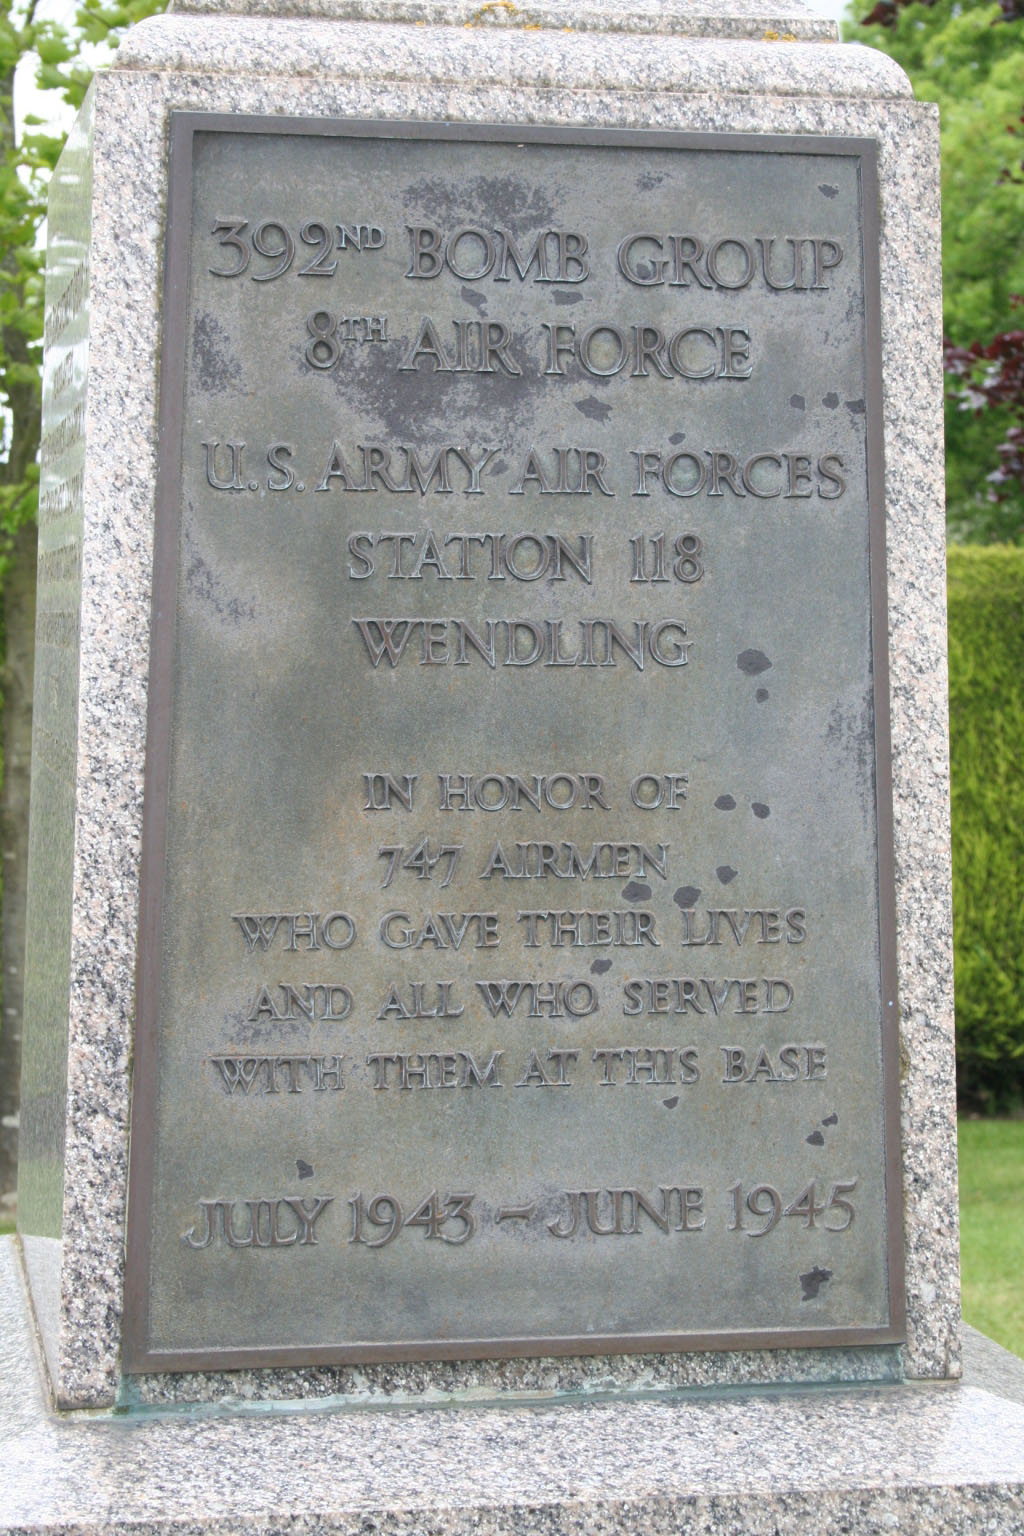 392ND BOMB GROUP
8TH AIR FORCE
U.S. ARMY AIR FORCES
STATION 118
WENDLING
IN HONOR OF
747 AIRMEN
WHO GAVE THEIR LIVES
AND ALL WHO SERVED
WITH THEM AT THIS BASE
JULY 1943 - JUNE 1945